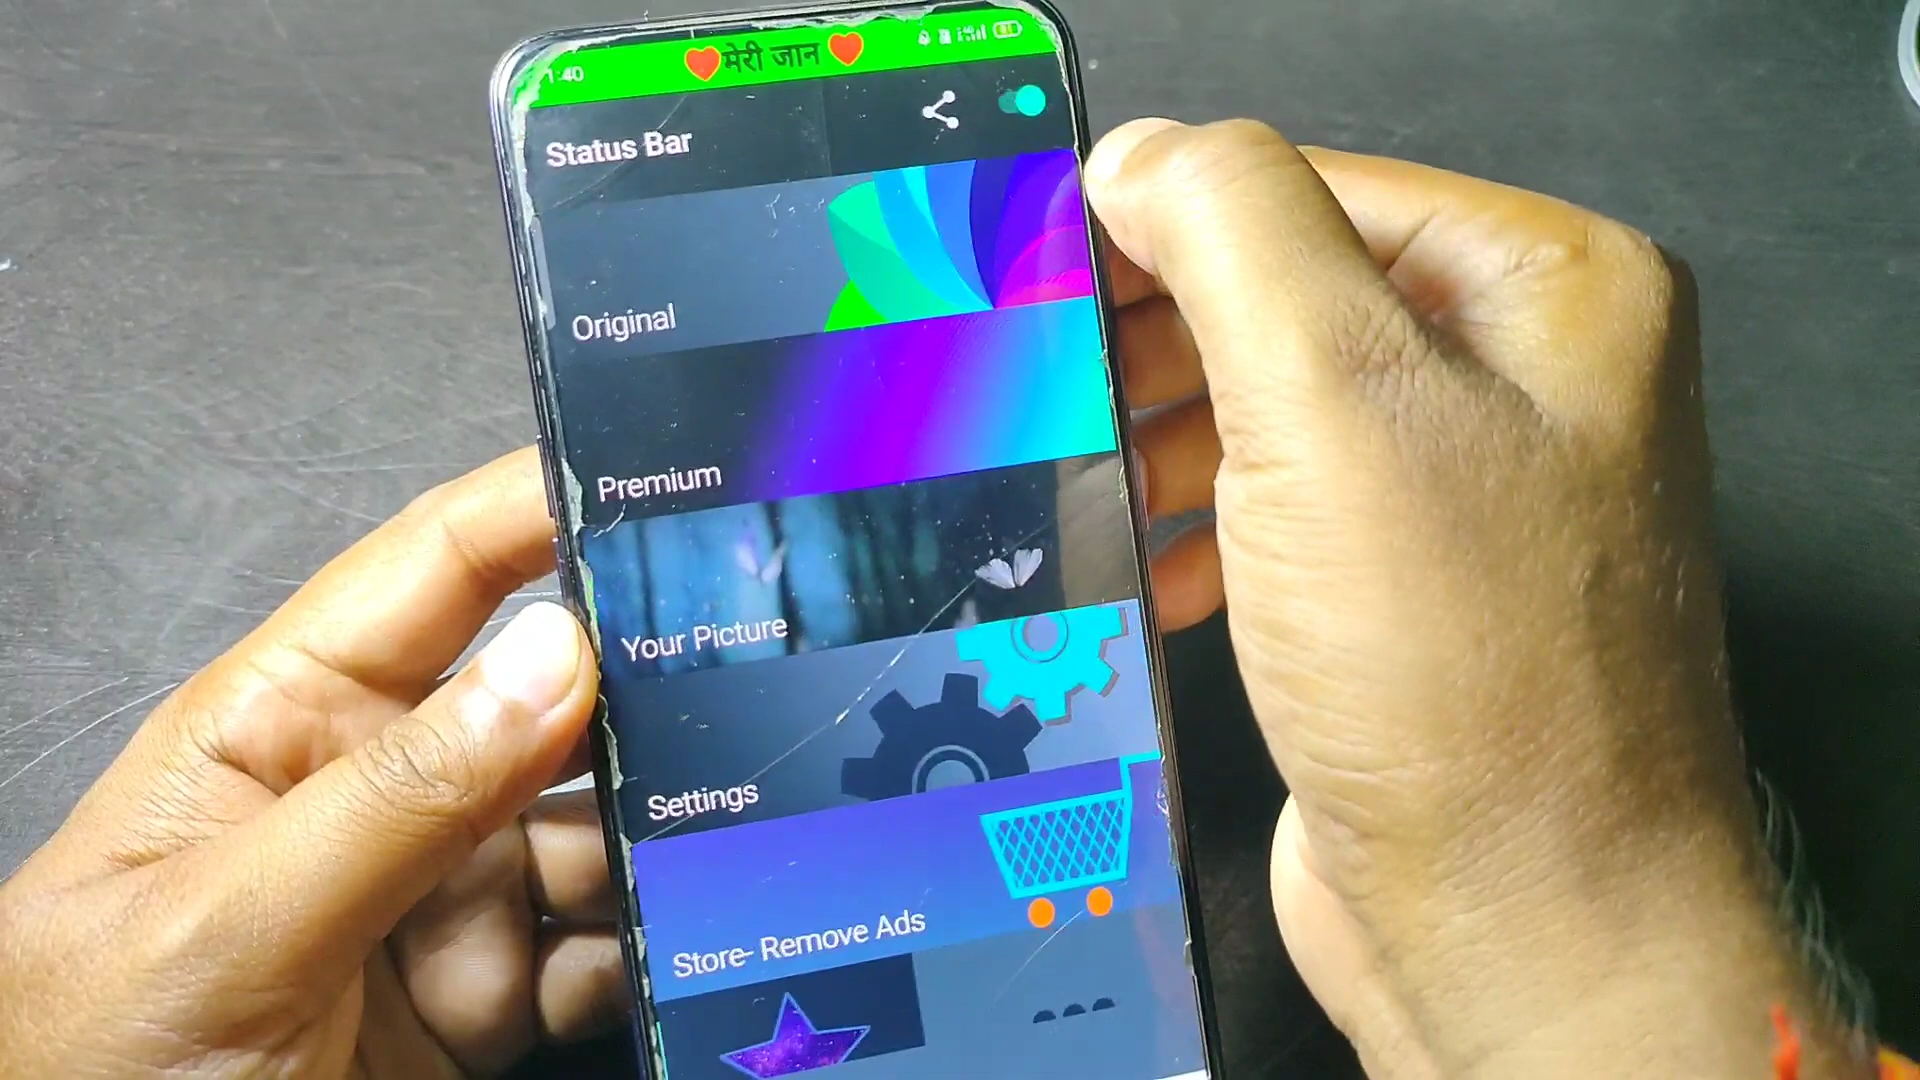 1:40 ❤️मेरी जान ❤️
Status Bar
Original
Premium
Your Picture
Settings
Store- Remove Ads